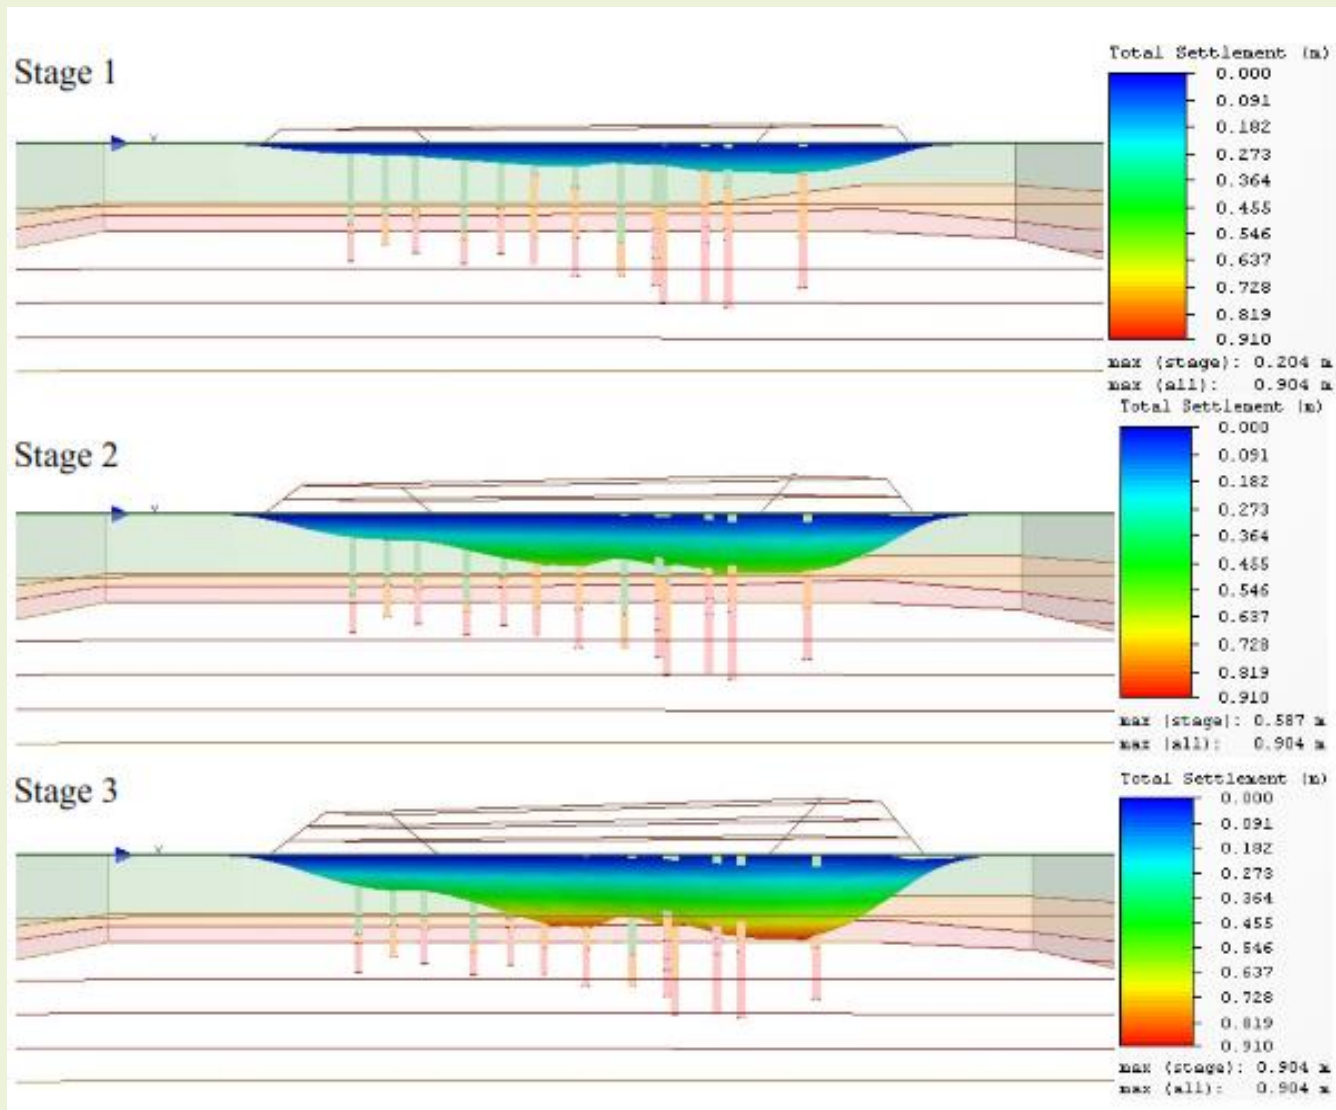 Stage 1
Total Settlement (m)
0.000
0.091
0.182
0.273
0.364
0.455
0.546
0.637
0.728
0.819
0.910
max (stage): 0.204 m
max (all): 0.904 m
Stage 2
Total Settlement (m)
0.000
0.091
0.182
0.273
0.364
0.455
0.546
0.637
0.728
0.819
0.910
max (stage): 0.587 m
max (all): 0.904 m
Stage 3
Total Settlement (m)
0.000
0.091
0.182
0.273
0.364
0.455
0.546
0.637
0.728
0.819
0.910
max (stage): 0.904 m
max (all): 0.904 m